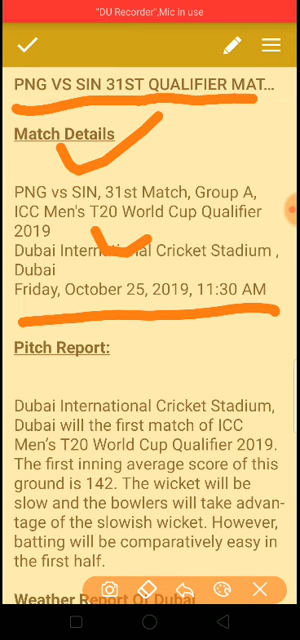 "DU Recorder",Mic in use
PNG VS SIN 31ST QUALIFIER MAT...
Match Details
PNG vs SIN, 31st Match, Group A,
ICC Men's T20 World Cup Qualifier
2019
Dubai International Cricket Stadium ,
Dubai
Friday, October 25, 2019, 11:30 AM
Pitch Report:
Dubai International Cricket Stadium,
Dubai will the first match of ICC
Men's T20 World Cup Qualifier 2019.
The first inning average score of this
ground is 142. The wicket will be
slow and the bowlers will take advan-
tage of the slowish wicket. However,
batting will be comparatively easy in
the first half.
Weather Report Of Dubai